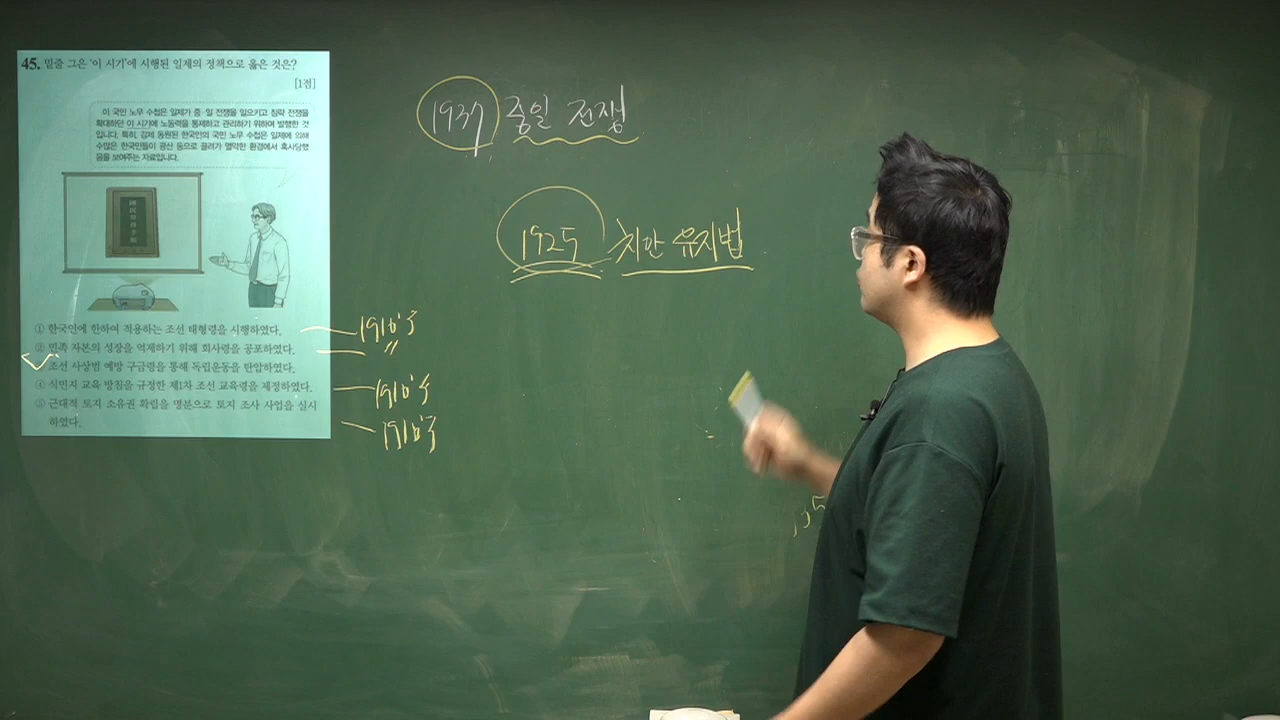 45. 밑줄 그은 '이 시기'에 시행된 일제의 정책으로 옳은 것은?
[1점]
이 국민 노무 수첩은 일제가 중·일 전쟁을 일으키고 침략 전쟁을
확대하던 이 시기에 노동력을 통제하고 관리하기 위하여 발행한 것
입니다. 특히, 강제 동원된 한국인의 국민 노무 수첩은 일제에 의해
수많은 한국인들이 광산 등으로 끌려가 열악한 환경에서 혹사당했
음을 보여주는 자료입니다.
① 한국인에 한하여 적용하는 조선 태형령을 시행하였다.
② 민족 자본의 성장을 억제하기 위해 회사령을 공포하였다.
조선 사상범 예방 구금령을 통해 독립운동을 탄압하였다.
④ 식민지 교육 방침을 규정한 제1차 조선 교육령을 제정하였다.
⑤ 근대적 토지 소유권 확립을 명분으로 토지 조사 사업을 실시
하였다.
1937 중일 전쟁
1925 치안 유지법
1910's
〃
1910's
1910's